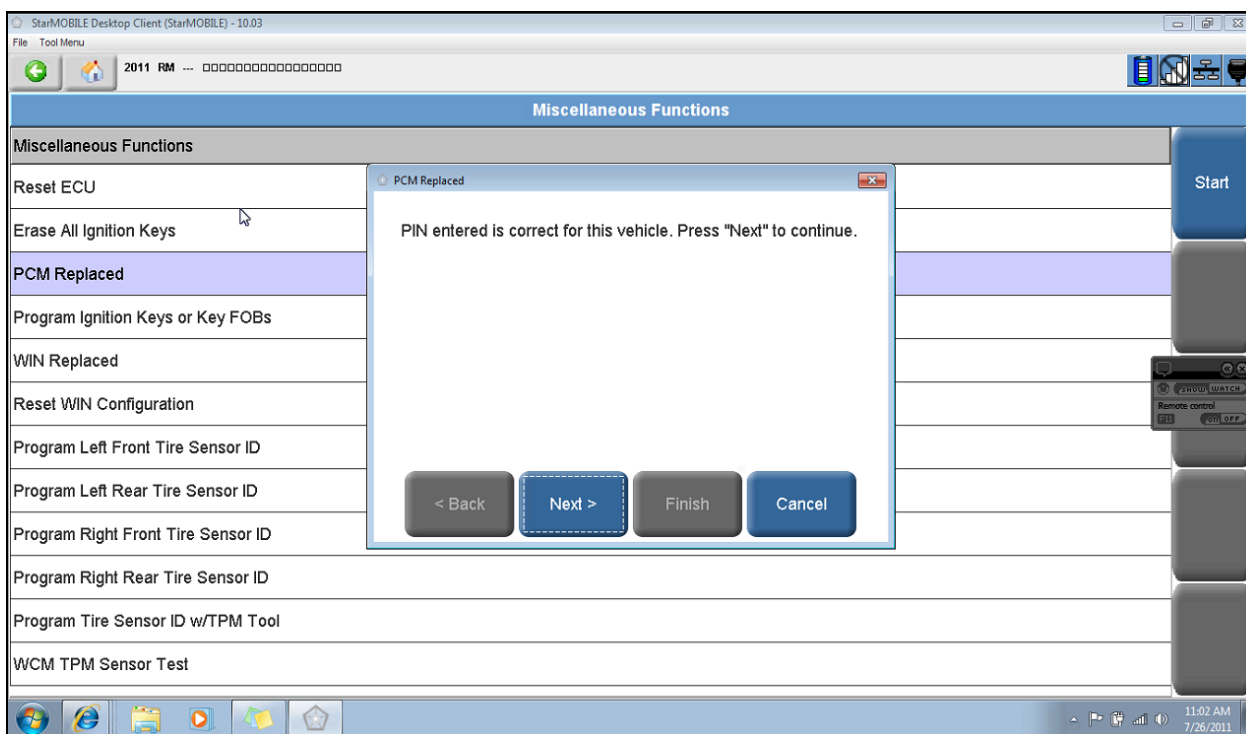 StarMOBILE Desktop Client (StarMOBILE) - 10.03
File Tool Menu
2011 RM --- □□□□□□□□□□□□□□□□□
Miscellaneous Functions
Miscellaneous Functions
Reset ECU
Erase All Ignition Keys
PCM Replaced
Program Ignition Keys or Key FOBs
WIN Replaced
Reset WIN Configuration
Program Left Front Tire Sensor ID
Program Left Rear Tire Sensor ID
Program Right Front Tire Sensor ID
Program Right Rear Tire Sensor ID
Program Tire Sensor ID w/TPM Tool
WCM TPM Sensor Test
PCM Replaced
PIN entered is correct for this vehicle. Press "Next" to continue.
< Back Next > Finish Cancel
Start
SHOW WATCH
Remote control
F11 On OFF
11:02 AM
7/26/2011